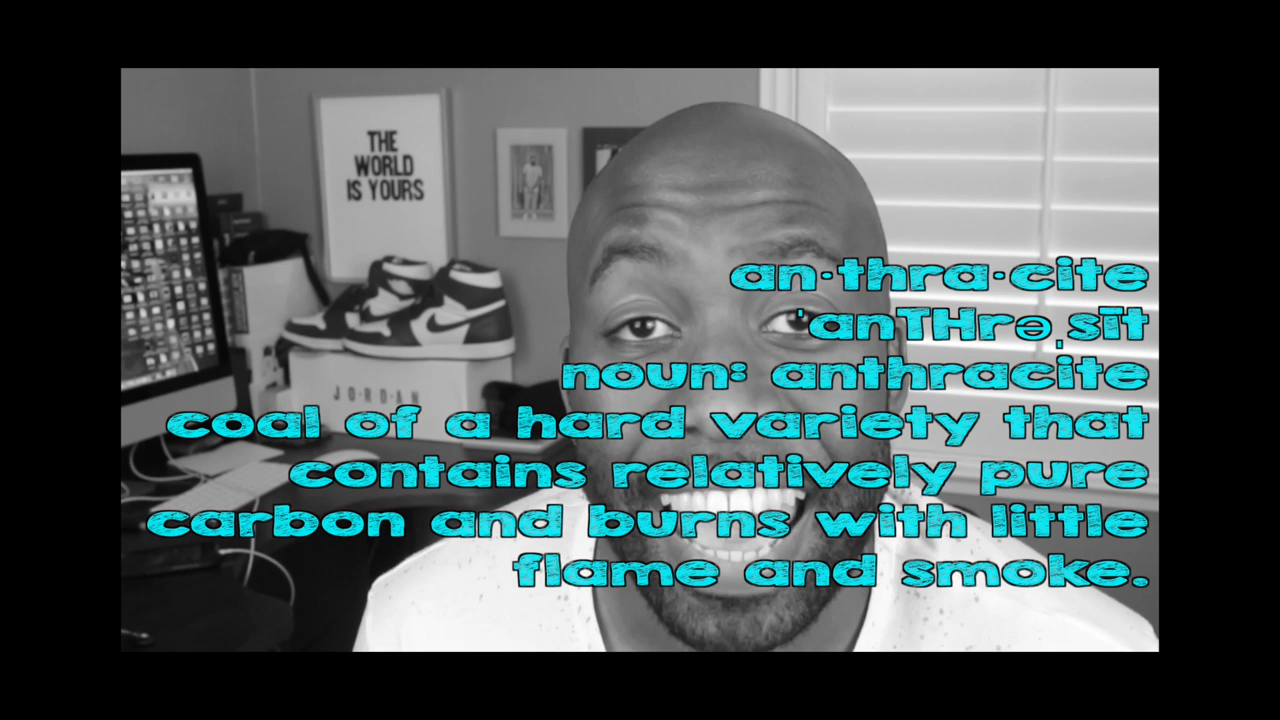 THE
WORLD
IS YOURS
an·thra·cite
ˈanTHrəˌsīt
noun: anthracite
JORDAN
coal of a hard variety that
contains relatively pure
carbon and burns with little
flame and smoke.